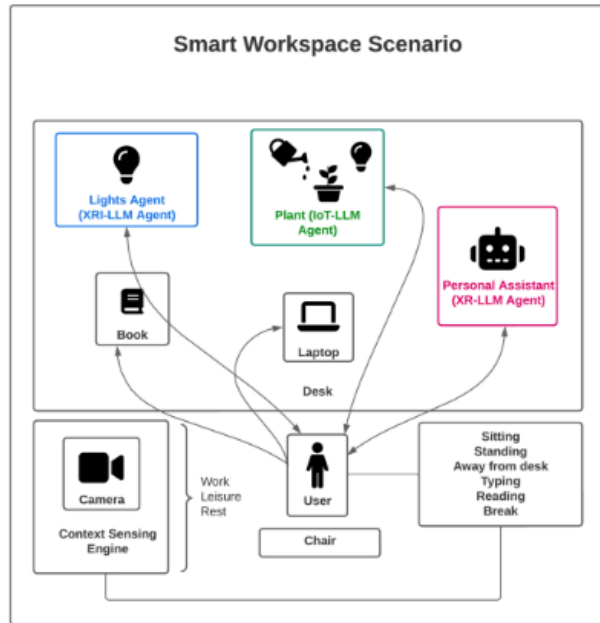 Smart Workspace Scenario
Lights Agent
(XRI-LLM Agent)
Plant (IoT-LLM
Agent)
Personal Assistant
(XR-LLM Agent)
Book
Laptop
Desk
Camera
Context Sensing
Engine
Work
Leisure
Rest
User
Chair
Sitting
Standing
Away from desk
Typing
Reading
Break